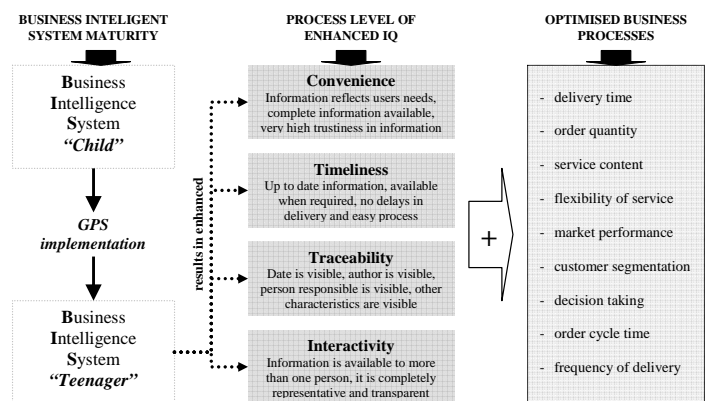 BUSINESS INTELIGENT
SYSTEM MATURITY
Business
Intelligence
System
“Child”
GPS
implementation
Business
Intelligence
System
“Teenager”
results in enhanced
PROCESS LEVEL OF
ENHANCED IQ
Convenience
Information reflects users needs,
complete information available,
very high trustiness in information
Timeliness
Up to date information, available
when required, no delays in
delivery and easy process
Traceability
Date is visible, author is visible,
person responsible is visible, other
characteristics are visible
Interactivity
Information is available to more
than one person, it is completely
representative and transparent
+
OPTIMISED BUSINESS
PROCESSES
- delivery time
- order quantity
- service content
- flexibility of service
- market performance
- customer segmentation
- decision taking
- order cycle time
- frequency of delivery